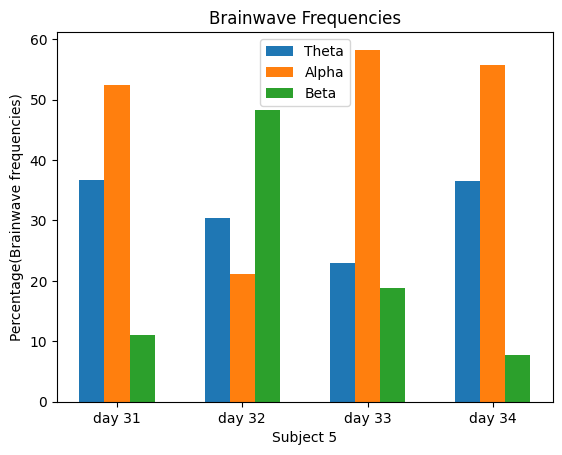 Brainwave Frequencies
Theta
Alpha
Beta
Percentage(Brainwave frequencies)
60
50
40
30
20
10
0
day 31
day 32
day 33
day 34
Subject 5